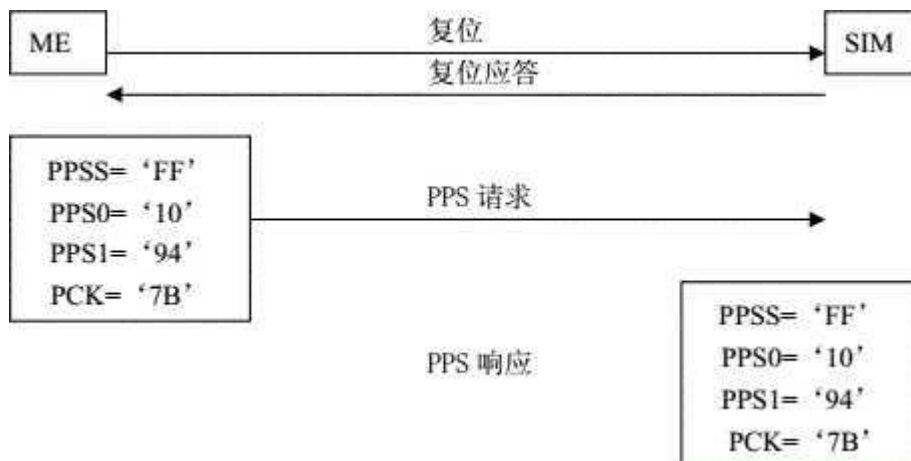 ME
复位
SIM
复位应答
PPSS= ‘FF’
PPS0= ‘10’
PPS1= ‘94’
PCK= ‘7B’
PPS 请求
PPS 响应
PPSS= ‘FF’
PPS0= ‘10’
PPS1= ‘94’
PCK= ‘7B’